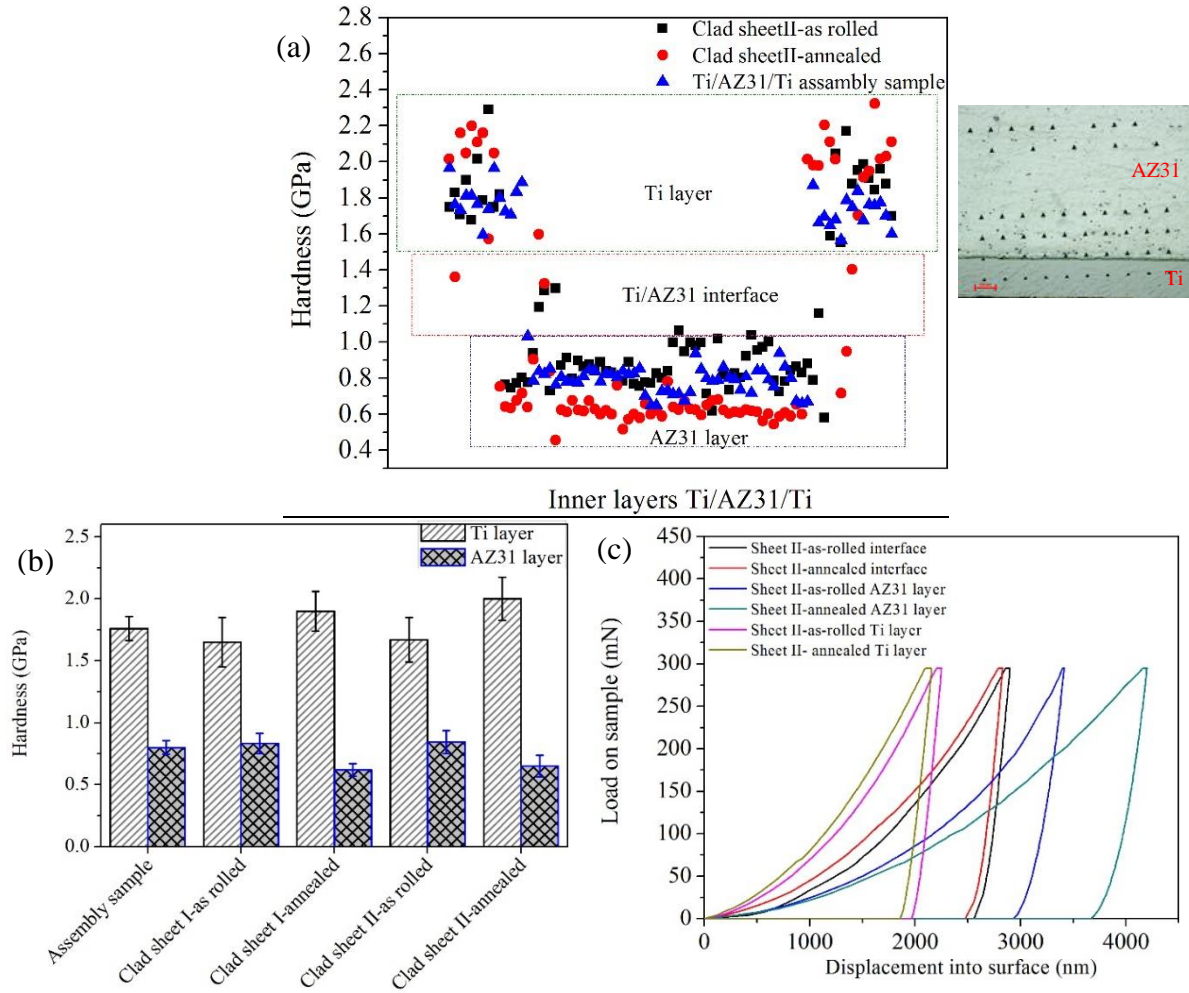 (a)
2.8
2.6
2.4
2.2
2.0
1.8
1.6
1.4
1.2
1.0
0.8
0.6
0.4
Hardness (GPa)
Clad sheetII-as rolled
Clad sheetII-annealed
Ti/AZ31/Ti assambly sample
Ti layer
Ti/AZ31 interface
AZ31 layer
Inner layers Ti/AZ31/Ti
AZ31
Ti
(b)
2.5
2.0
1.5
1.0
0.5
0.0
Hardness (GPa)
Ti layer
AZ31 layer
Assembly sample
Clad sheet I-as rolled
Clad sheet I-annealed
Clad sheet II-as rolled
Clad sheet II-annealed
(c)
450
400
350
300
250
200
150
100
50
0
Load on sample (mN)
Sheet II-as-rolled interface
Sheet II-annealed interface
Sheet II-as-rolled AZ31 layer
Sheet II-annealed AZ31 layer
Sheet II-as-rolled Ti layer
Sheet II- annealed Ti layer
0 1000 2000 3000 4000
Displacement into surface (nm)